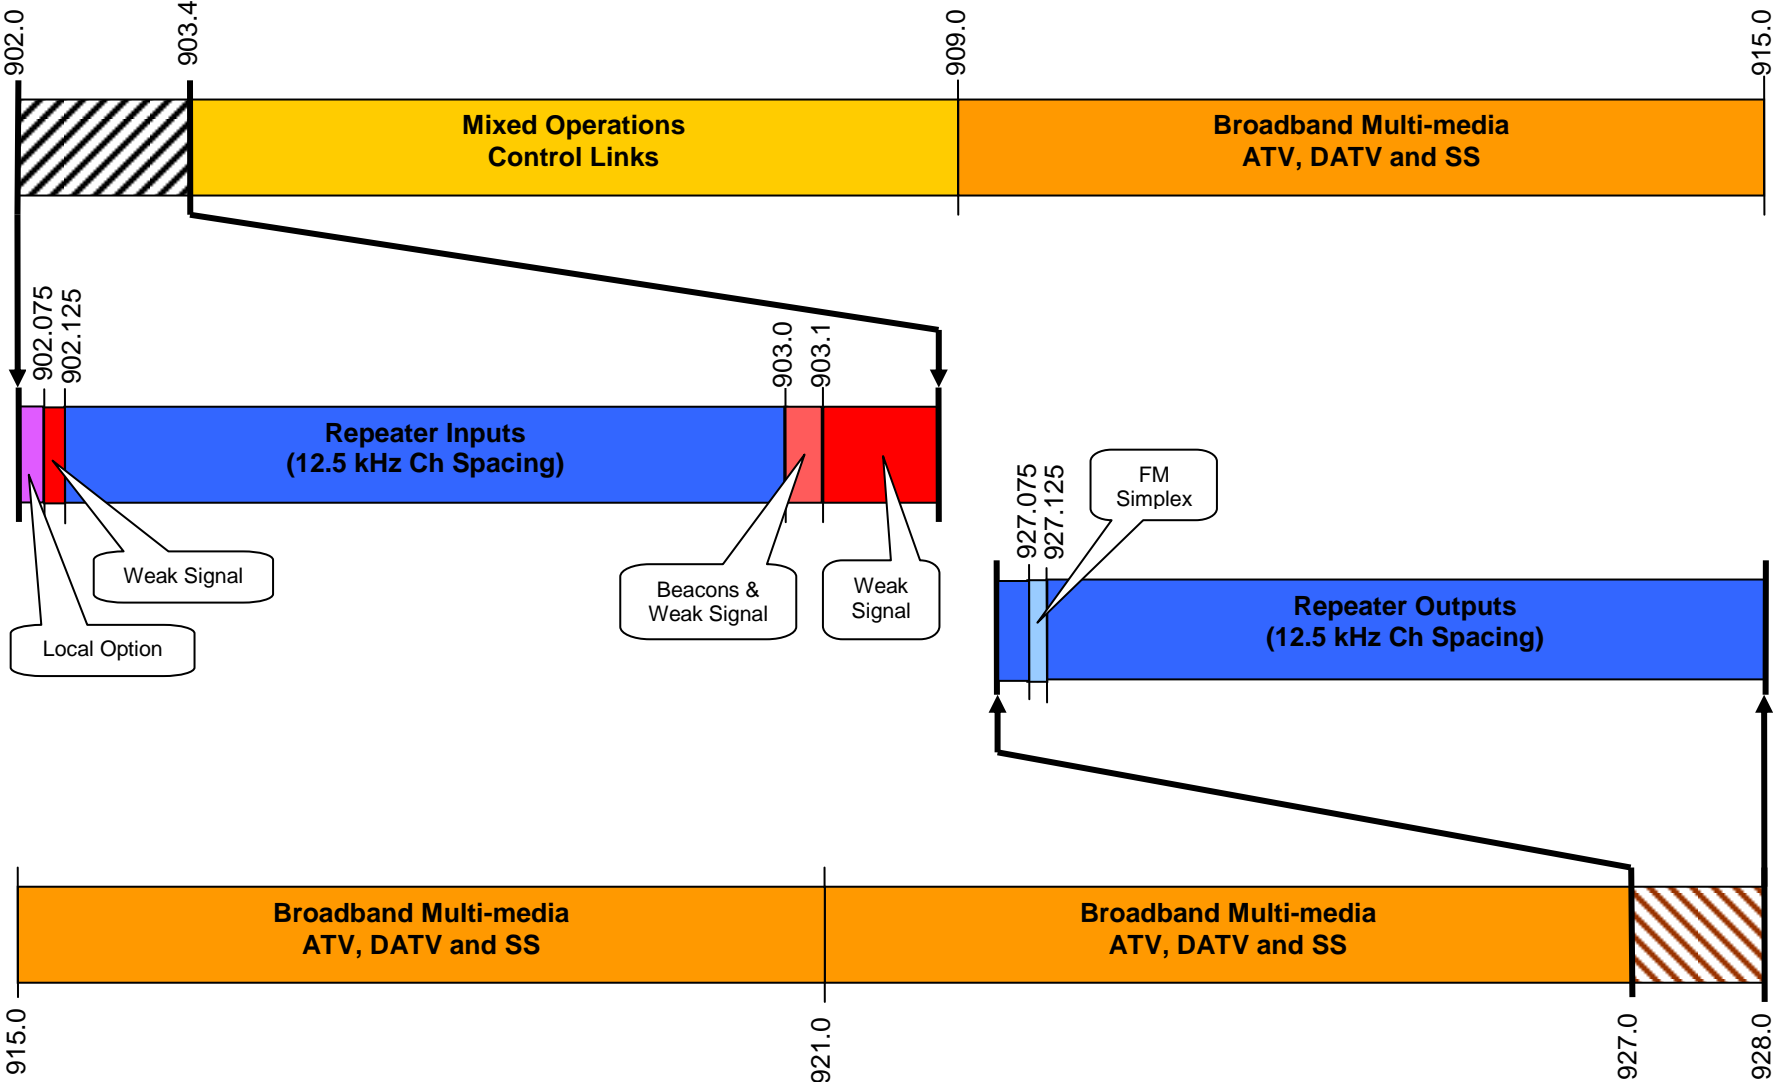 902.0
903.4
909.0
915.0
Mixed Operations
Control Links
Broadband Multi-media
ATV, DATV and SS
902.075
902.125
903.0
903.1
Repeater Inputs
(12.5 kHz Ch Spacing)
Weak Signal
Local Option
Beacons &
Weak Signal
Weak
Signal
927.075
927.125
FM
Simplex
Repeater Outputs
(12.5 kHz Ch Spacing)
Broadband Multi-media
ATV, DATV and SS
Broadband Multi-media
ATV, DATV and SS
915.0
921.0
927.0
928.0